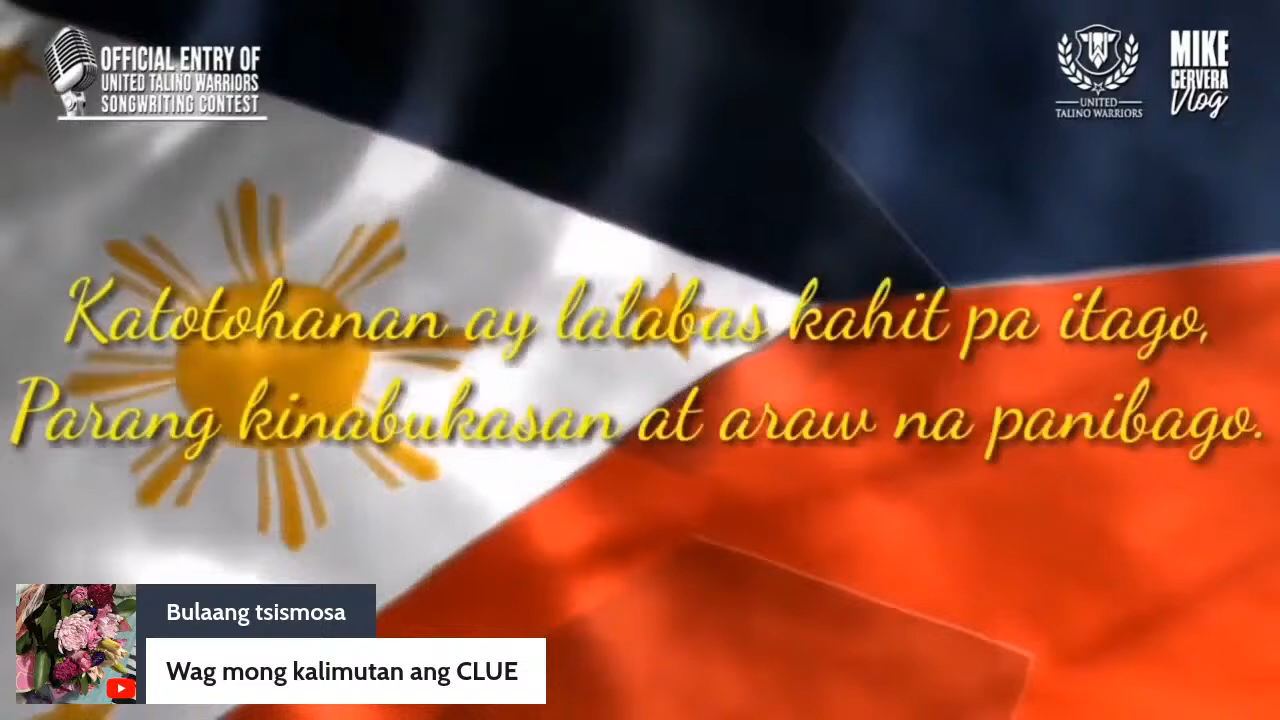 OFFICIAL ENTRY OF
UNITED TALINO WARRIORS
SONGWRITING CONTEST
UNITED
TALINO WARRIORS
MIKE
CERVERA
Vlog
Katotohanan ay lalabas kahit pa itago,
Parang kinabukasan at araw na panibago.
Bulaang tsismosa
Wag mong kalimutan ang CLUE